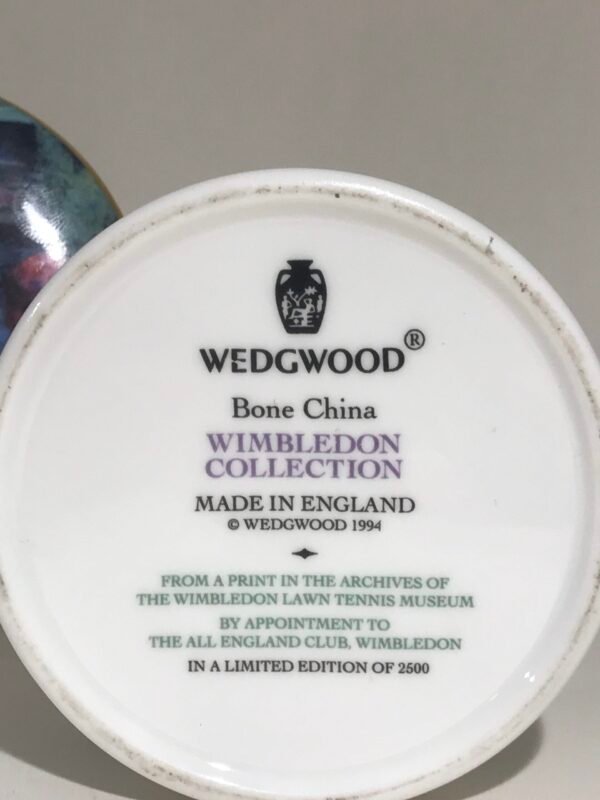 WEDGWOOD®
Bone China
WIMBLEDON
COLLECTION
MADE IN ENGLAND
© WEDGWOOD 1994
FROM A PRINT IN THE ARCHIVES OF
THE WIMBLEDON LAWN TENNIS MUSEUM
BY APPOINTMENT TO
THE ALL ENGLAND CLUB, WIMBLEDON
IN A LIMITED EDITION OF 2500